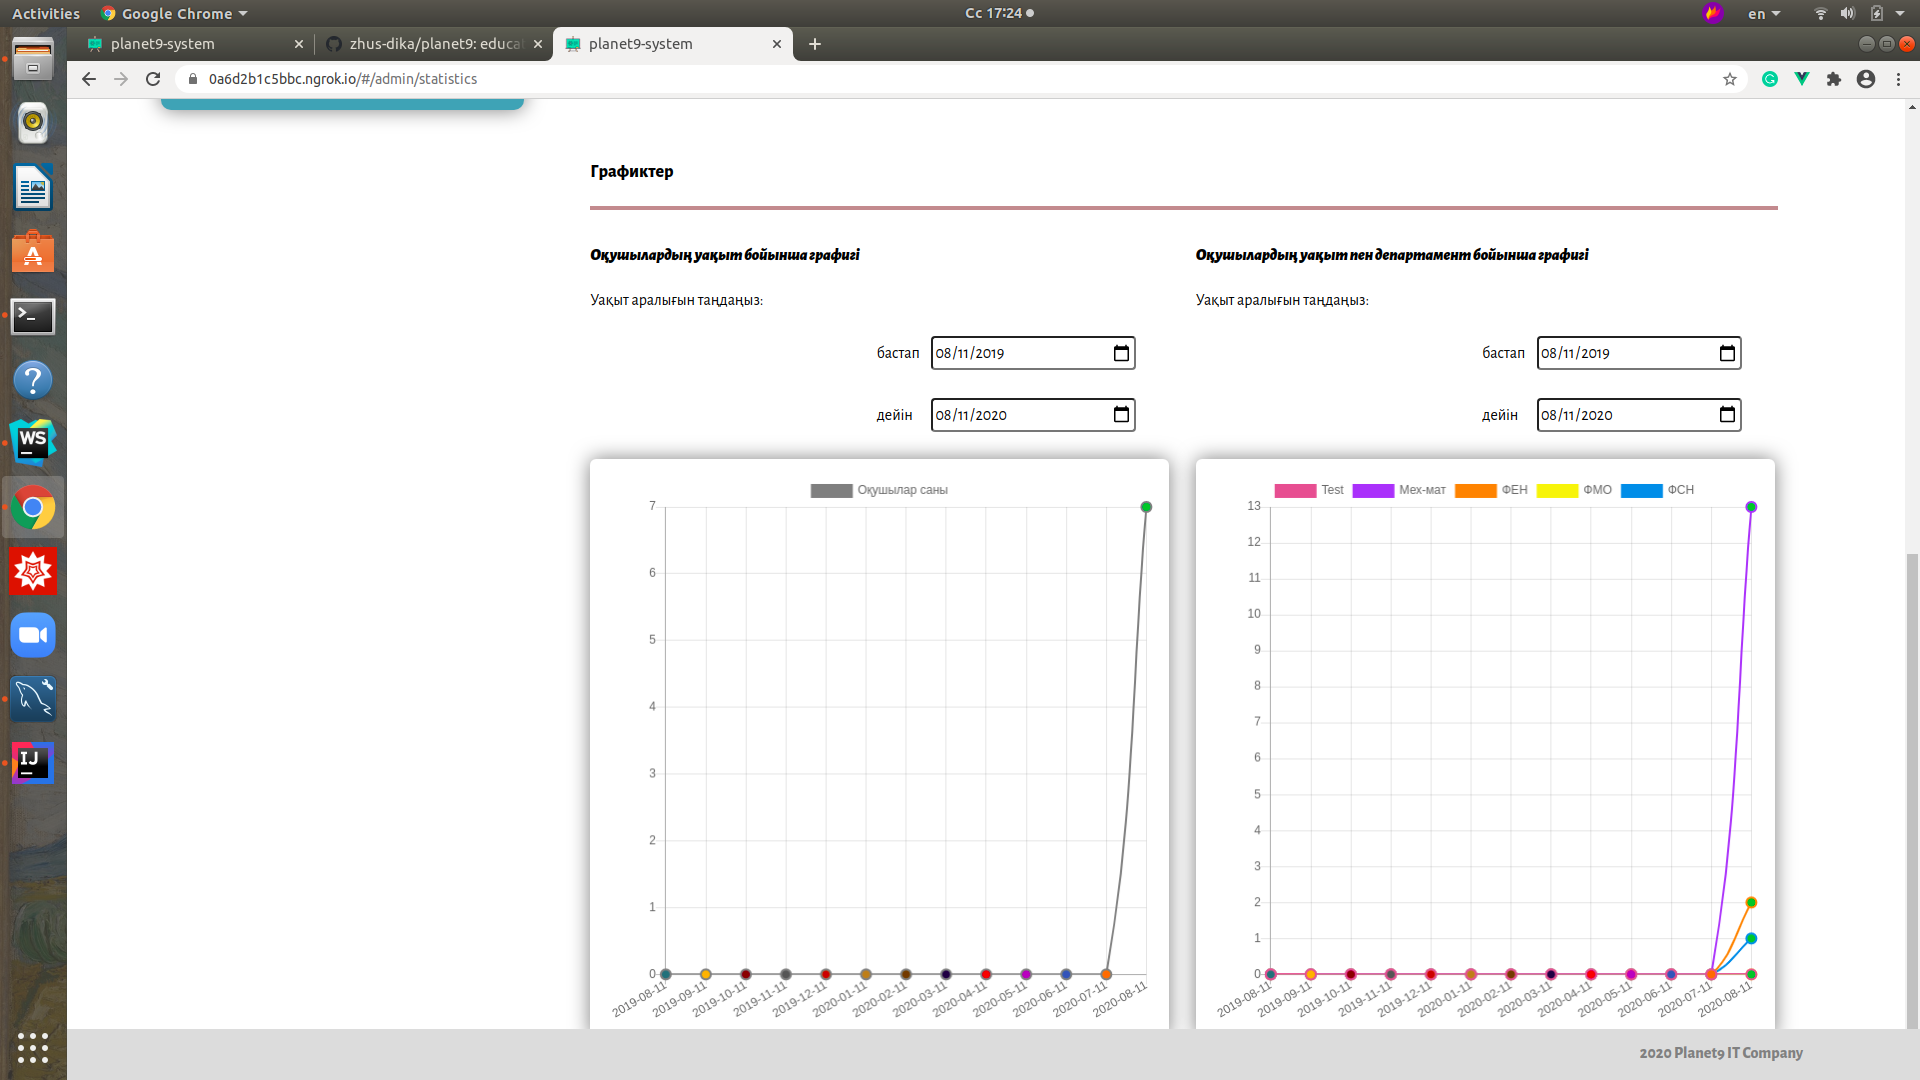 Activities
Google Chrome
Сс 17:24
en
planet9-system
zhus-dika/planet9: educa
planet9-system
0a6d2b1c5bbc.ngrok.io/#/admin/statistics
Графиктер
Оқушылардың уақыт бойынша графигі
Уақыт аралығын таңдаңыз:
бастап 08/11/2019
дейін 08/11/2020
Оқушылар саны
7
6
5
4
3
2
1
0
2019-08-11 2019-09-11 2019-10-11 2019-11-11 2019-12-11 2020-01-11 2020-02-11 2020-03-11 2020-04-11 2020-05-11 2020-06-11 2020-07-11 2020-08-11
Оқушылардың уақыт пен департамент бойынша графигі
Уақыт аралығын таңдаңыз:
бастап 08/11/2019
дейін 08/11/2020
Test Мех-мат ФЕН ФМО ФСН
13
12
11
10
9
8
7
6
5
4
3
2
1
0
2019-08-11 2019-09-11 2019-10-11 2019-11-11 2019-12-11 2020-01-11 2020-02-11 2020-03-11 2020-04-11 2020-05-11 2020-06-11 2020-07-11 2020-08-11
WS
IJ
2020 Planet9 IT Company